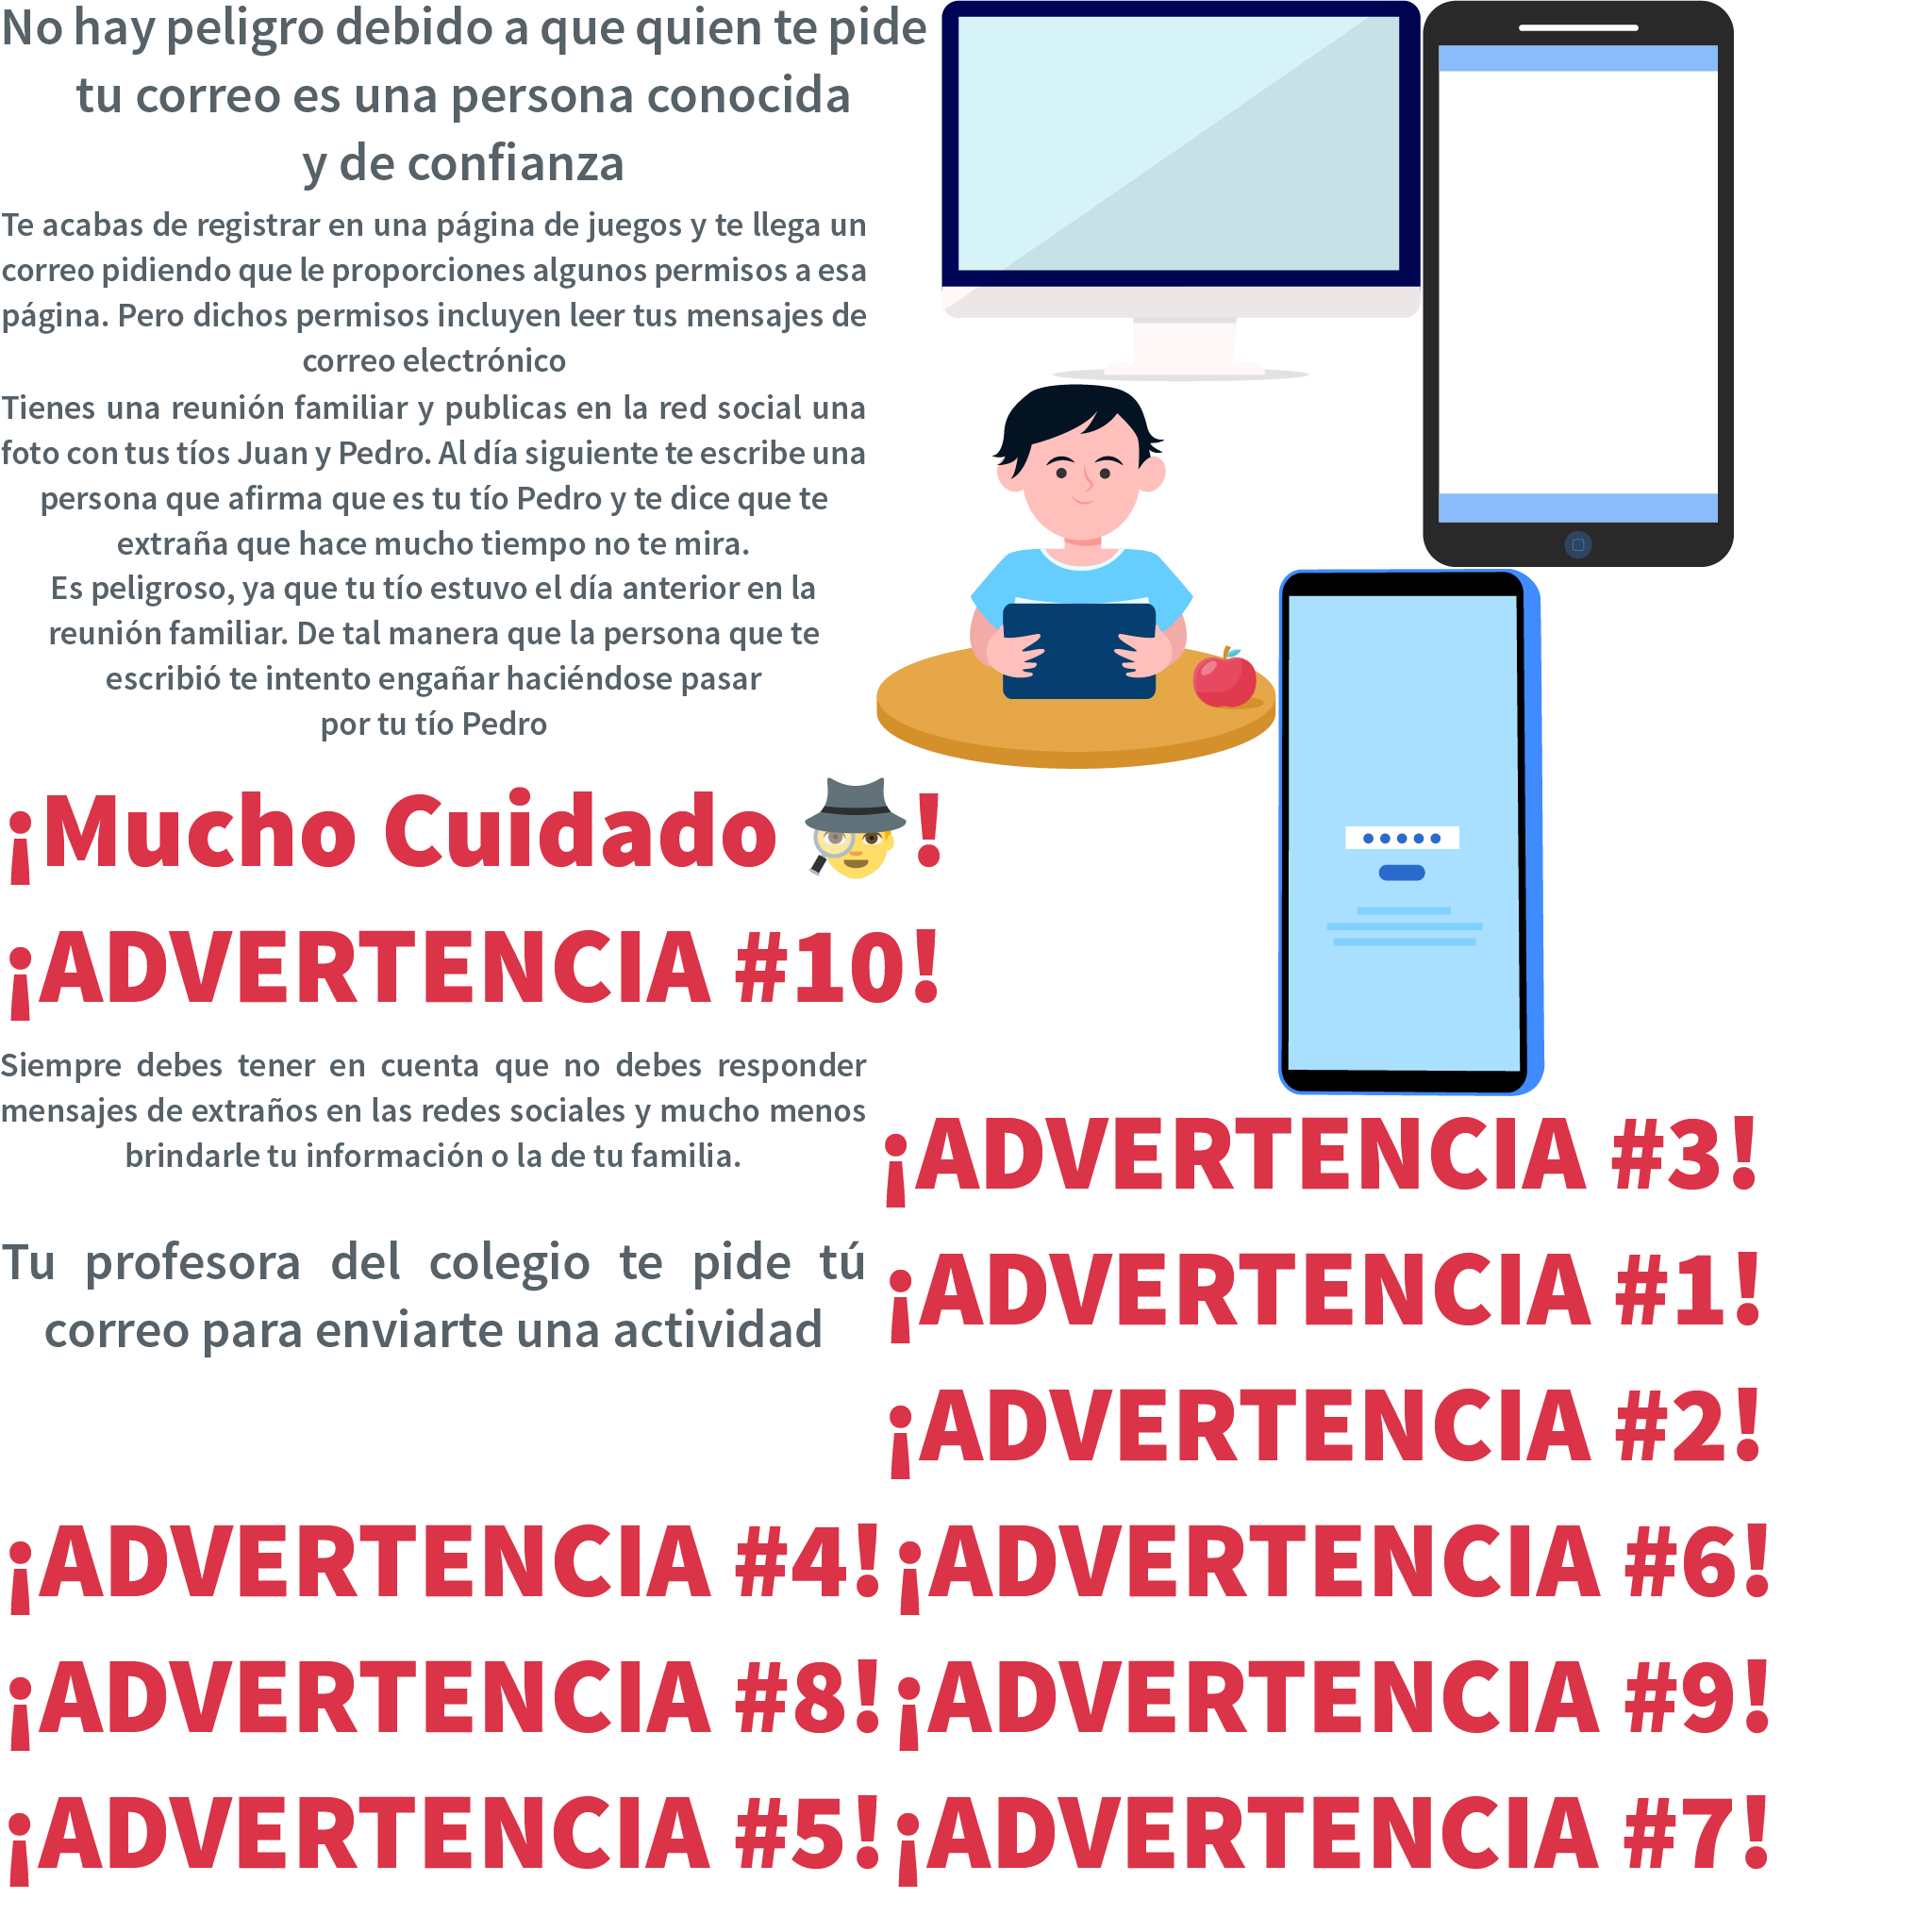 No hay peligro debido a que quien te pide
tu correo es una persona conocida
y de confianza
Te acabas de registrar en una página de juegos y te llega un
correo pidiendo que le proporciones algunos permisos a esa
página. Pero dichos permisos incluyen leer tus mensajes de
correo electrónico
Tienes una reunión familiar y publicas en la red social una
foto con tus tíos Juan y Pedro. Al día siguiente te escribe una
persona que afirma que es tu tío Pedro y te dice que te
extraña que hace mucho tiempo no te mira.
Es peligroso, ya que tu tío estuvo el día anterior en la
reunión familiar. De tal manera que la persona que te
escribió te intento engañar haciéndose pasar
por tu tío Pedro
¡Mucho Cuidado !
¡ADVERTENCIA #10!
Siempre debes tener en cuenta que no debes responder
mensajes de extraños en las redes sociales y mucho menos
brindarle tu información o la de tu familia.
Tu profesora del colegio te pide tú
correo para enviarte una actividad
¡ADVERTENCIA #3!
¡ADVERTENCIA #1!
¡ADVERTENCIA #2!
¡ADVERTENCIA #4!
¡ADVERTENCIA #6!
¡ADVERTENCIA #8!
¡ADVERTENCIA #9!
¡ADVERTENCIA #5!
¡ADVERTENCIA #7!